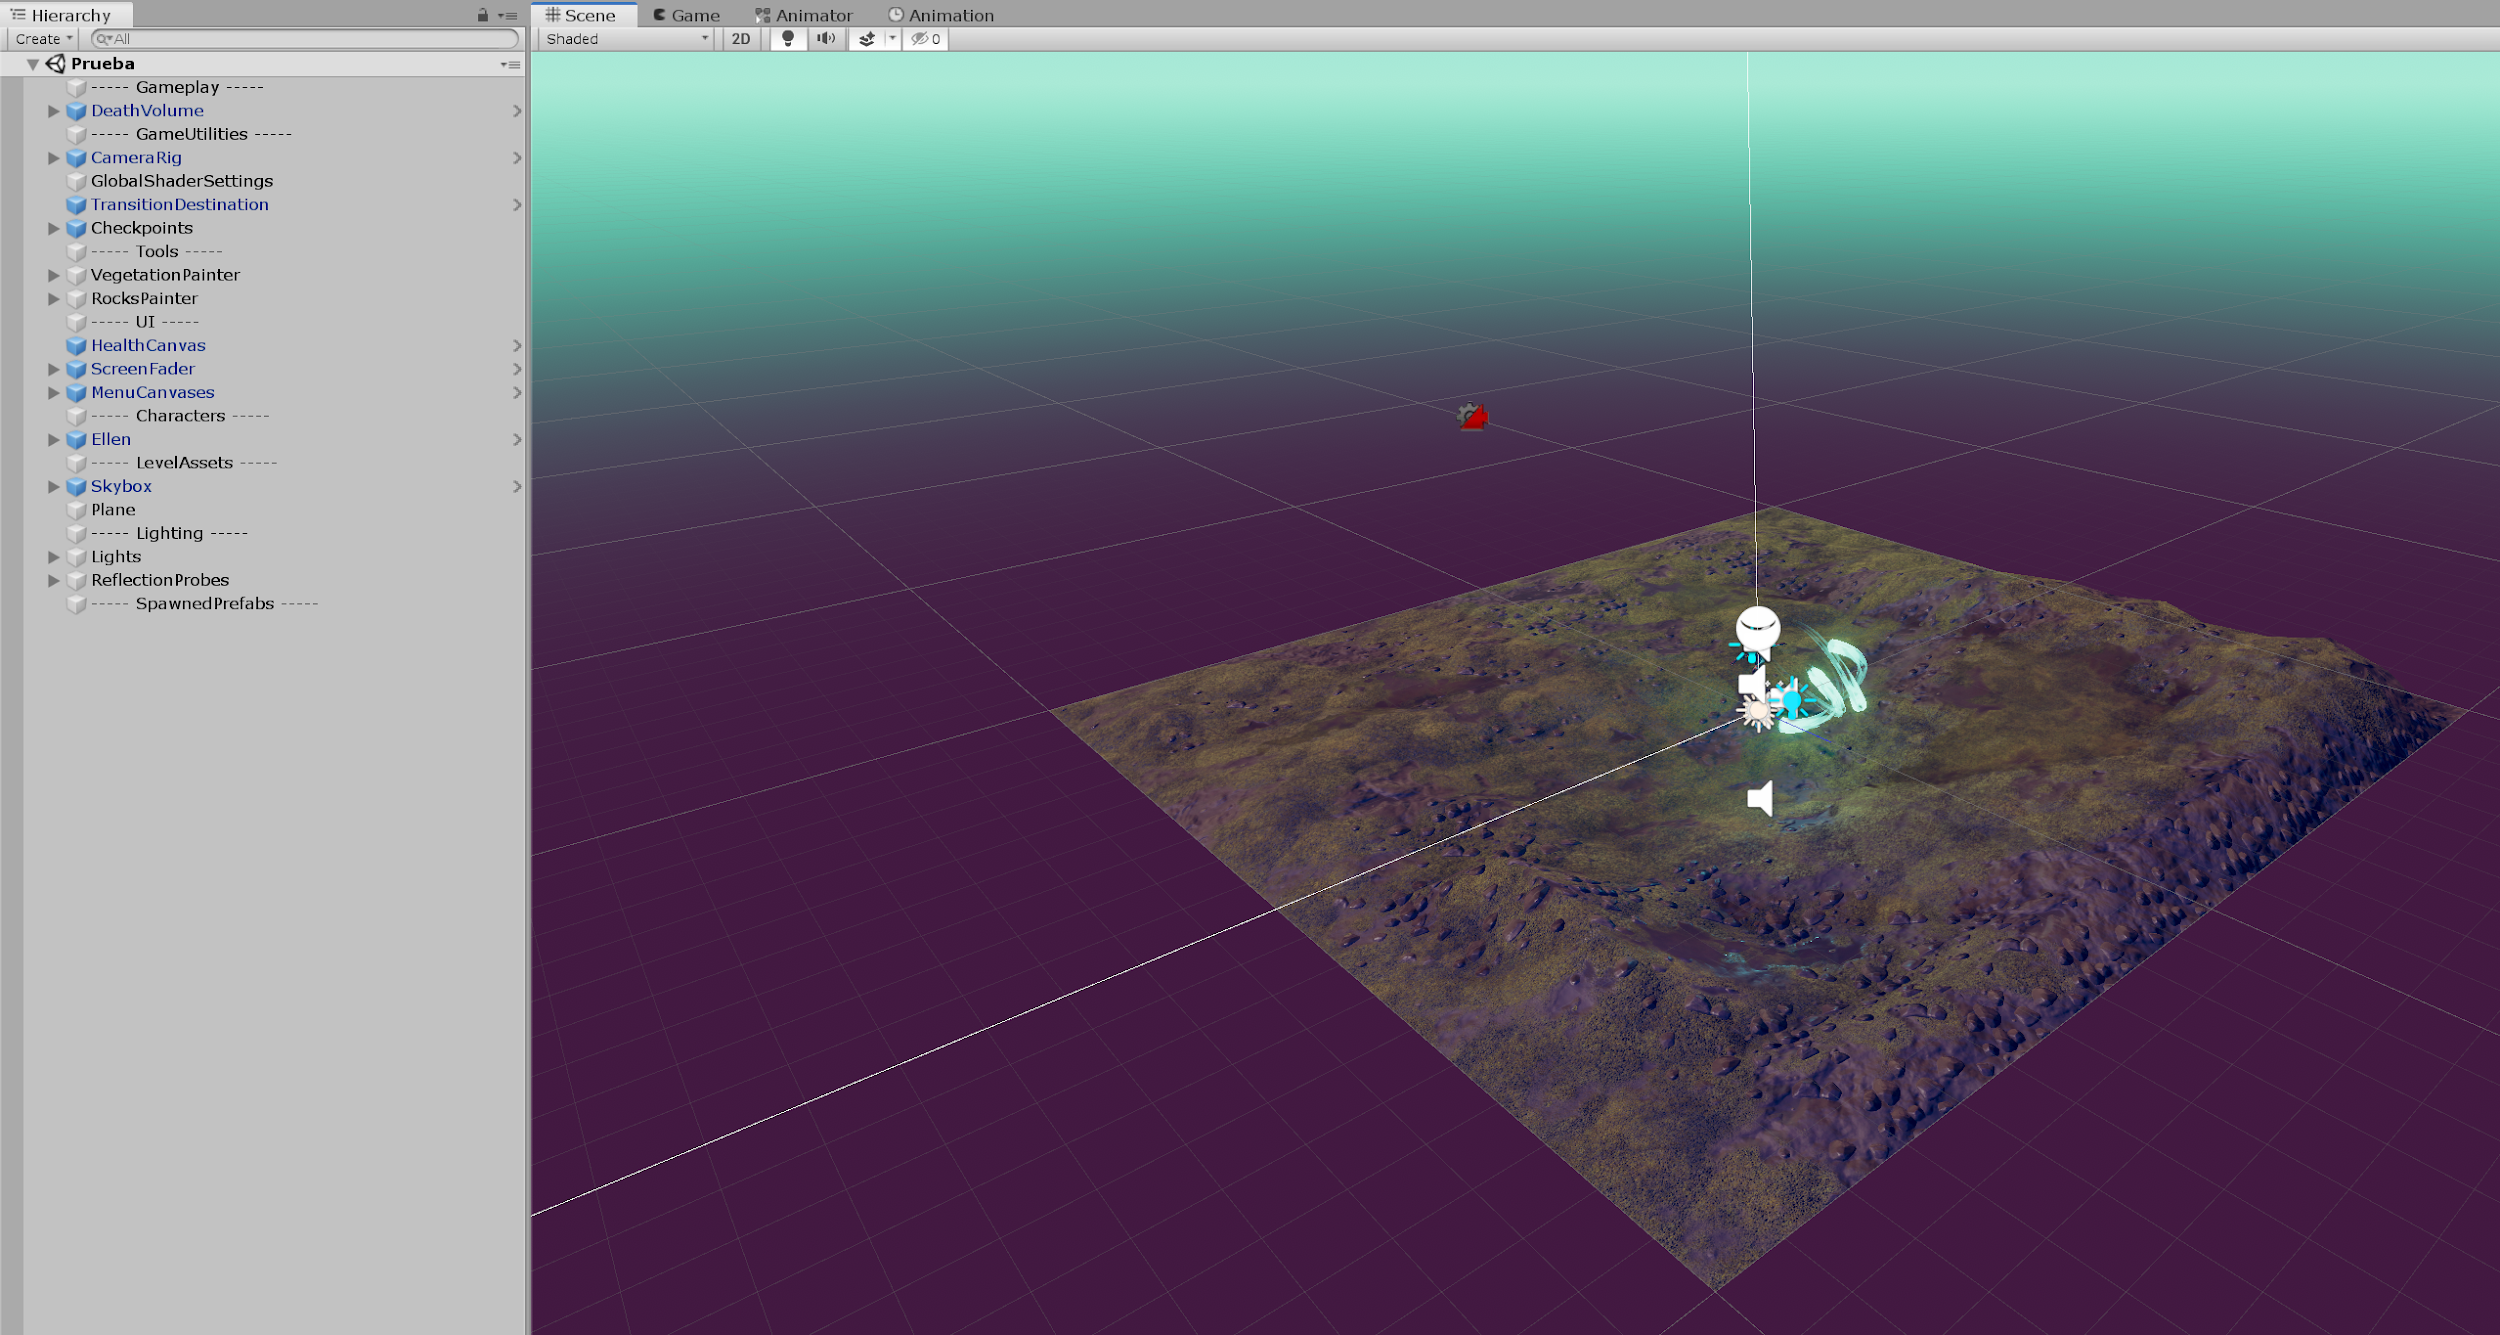 Hierarchy
Create
All
Prueba
----- Gameplay -----
DeathVolume
----- GameUtilities -----
CameraRig
GlobalShaderSettings
TransitionDestination
Checkpoints
----- Tools -----
VegetationPainter
RocksPainter
----- UI -----
HealthCanvas
ScreenFader
MenuCanvases
----- Characters -----
Ellen
----- LevelAssets -----
Skybox
Plane
----- Lighting -----
Lights
ReflectionProbes
----- SpawnedPrefabs -----
Scene Game Animator Animation
Shaded 2D 0